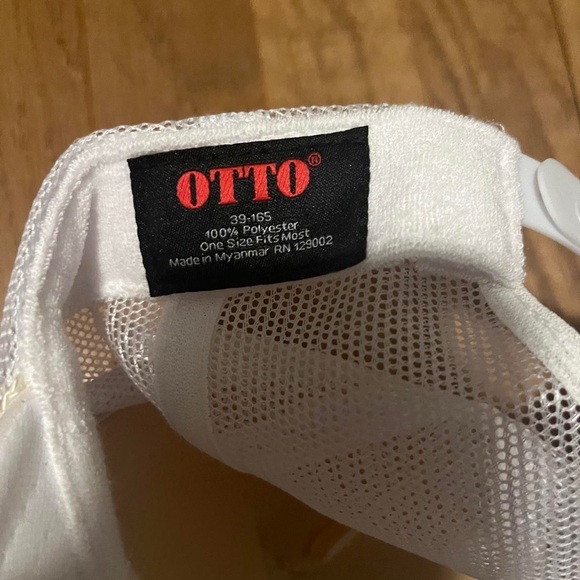 OTTO®
39-165
100% Polyester
One Size Fits Most
Made in Myanmar RN 129002